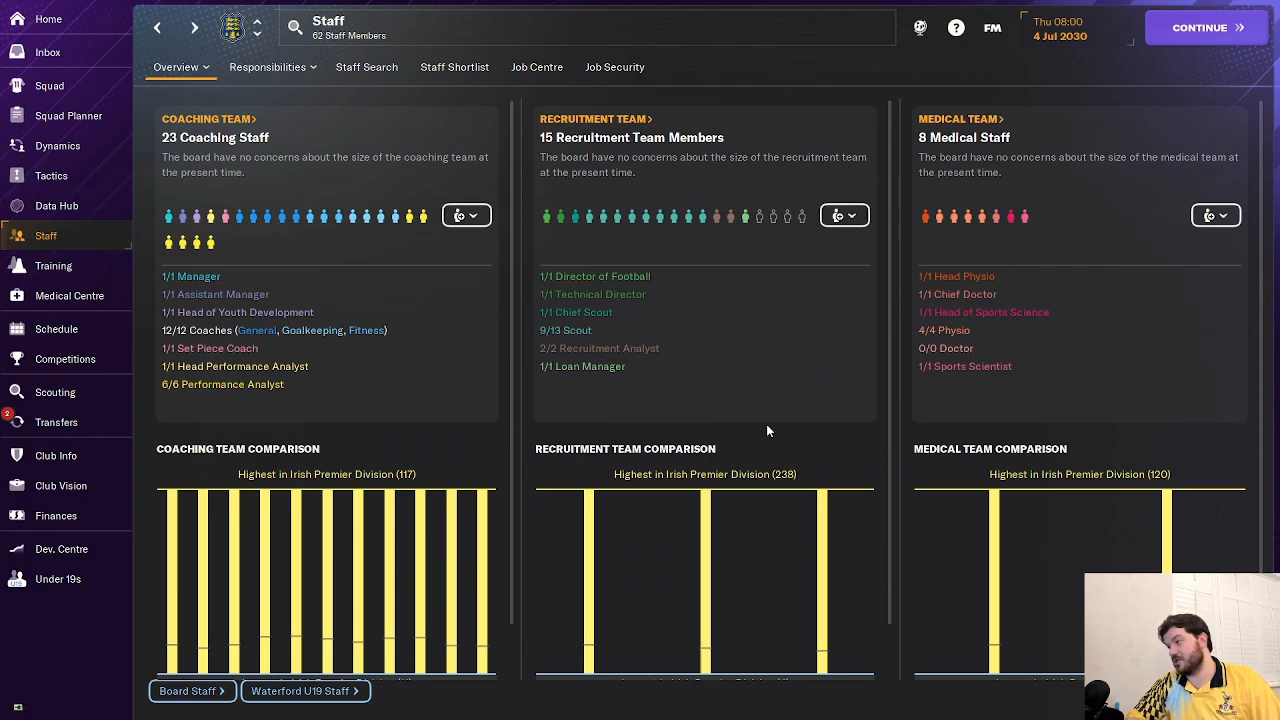 Home
Inbox
Squad
Squad Planner
Dynamics
Tactics
Data Hub
Staff
Training
Medical Centre
Schedule
Competitions
Scouting
2
Transfers
Club Info
Club Vision
Finances
Dev. Centre
Under 19s
Staff
62 Staff Members
FM
Thu 08:00
4 Jul 2030
CONTINUE
Overview
Responsibilities
Staff Search
Staff Shortlist
Job Centre
Job Security
COACHING TEAM>
23 Coaching Staff
The board have no concerns about the size of the coaching team at
the present time.
1/1 Manager
1/1 Assistant Manager
1/1 Head of Youth Development
12/12 Coaches (General, Goalkeeping, Fitness)
1/1 Set Piece Coach
1/1 Head Performance Analyst
6/6 Performance Analyst
COACHING TEAM COMPARISON
Highest in Irish Premier Division (117)
RECRUITMENT TEAM>
15 Recruitment Team Members
The board have no concerns about the size of the recruitment team
at the present time.
1/1 Director of Football
1/1 Technical Director
1/1 Chief Scout
9/13 Scout
2/2 Recruitment Analyst
1/1 Loan Manager
RECRUITMENT TEAM COMPARISON
Highest in Irish Premier Division (238)
MEDICAL TEAM>
8 Medical Staff
The board have no concerns about the size of the medical team at
the present time.
1/1 Head Physio
1/1 Chief Doctor
1/1 Head of Sports Science
4/4 Physio
0/0 Doctor
1/1 Sports Scientist
MEDICAL TEAM COMPARISON
Highest in Irish Premier Division (120)
Board Staff >
Waterford U19 Staff >